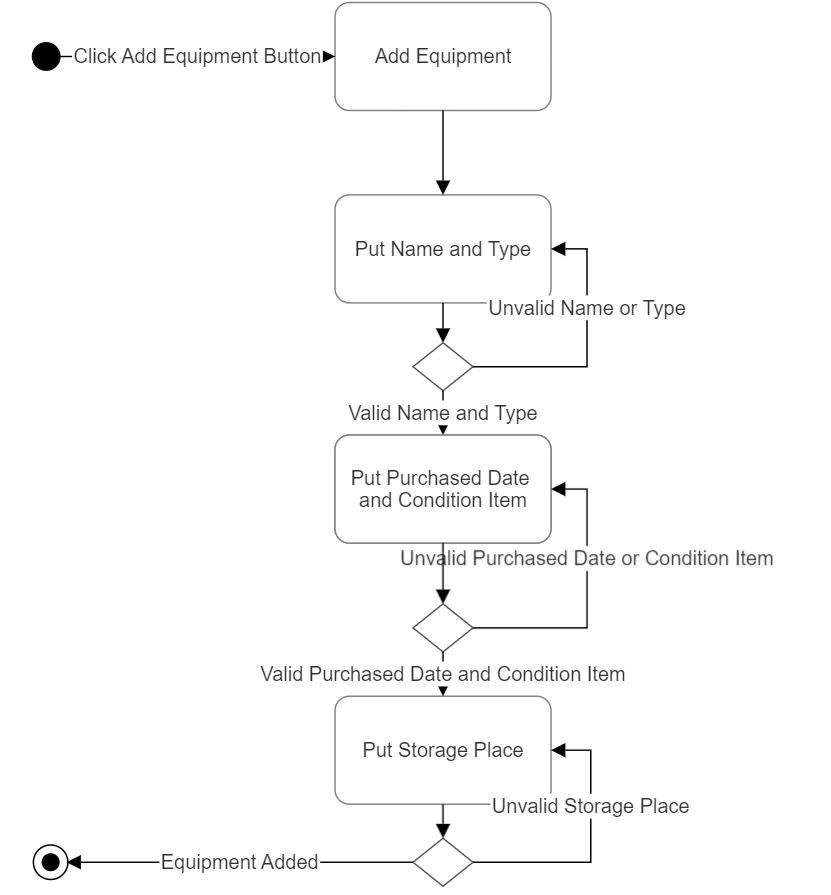 Click Add Equipment Button
Add Equipment
Put Name and Type
Unvalid Name or Type
Valid Name and Type
Put Purchased Date
and Condition Item
Unvalid Purchased Date or Condition Item
Valid Purchased Date and Condition Item
Put Storage Place
Unvalid Storage Place
Equipment Added